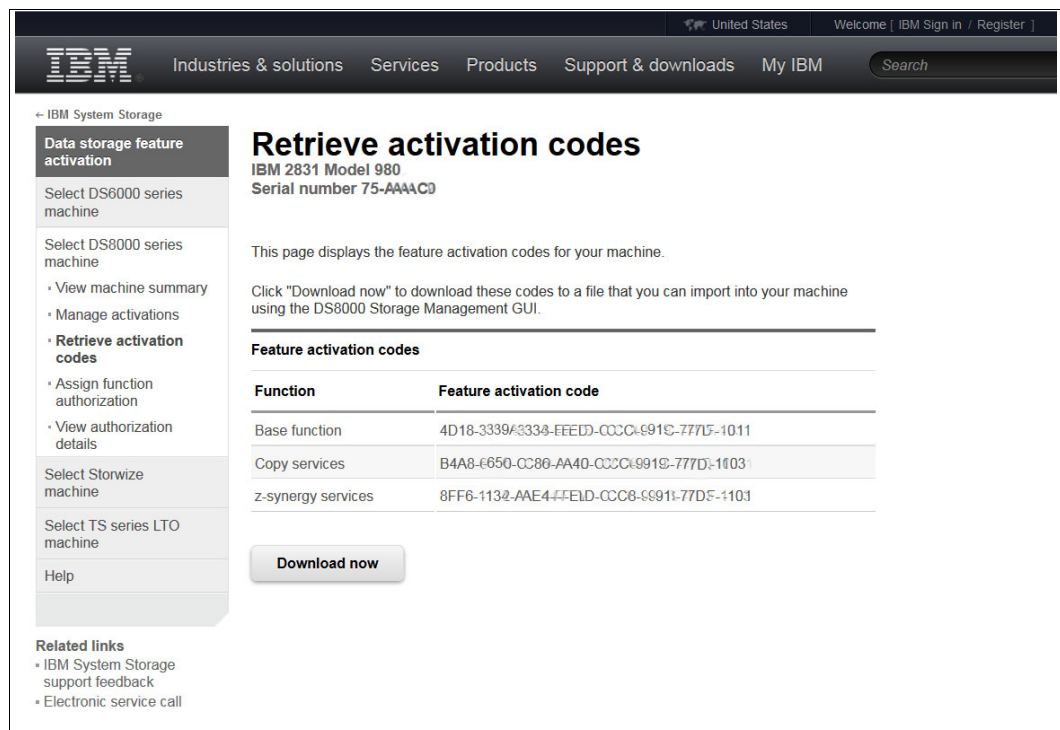 United States Welcome [ IBM Sign in / Register ]
IBM Industries & solutions Services Products Support & downloads My IBM Search
← IBM System Storage
Data storage feature
activation
Select DS6000 series
machine
Select DS8000 series
machine
View machine summary
Manage activations
Retrieve activation
codes
Assign function
authorization
View authorization
details
Select Storwize
machine
Select TS series LTO
machine
Help
Related links
IBM System Storage
support feedback
Electronic service call
Retrieve activation codes
IBM 2831 Model 980
Serial number
This page displays the feature activation codes for your machine.
Click "Download now" to download these codes to a file that you can import into your machine
using the DS8000 Storage Management GUI.
Feature activation codes
Function Feature activation code
Base function
Copy services
z-synergy services
Download now